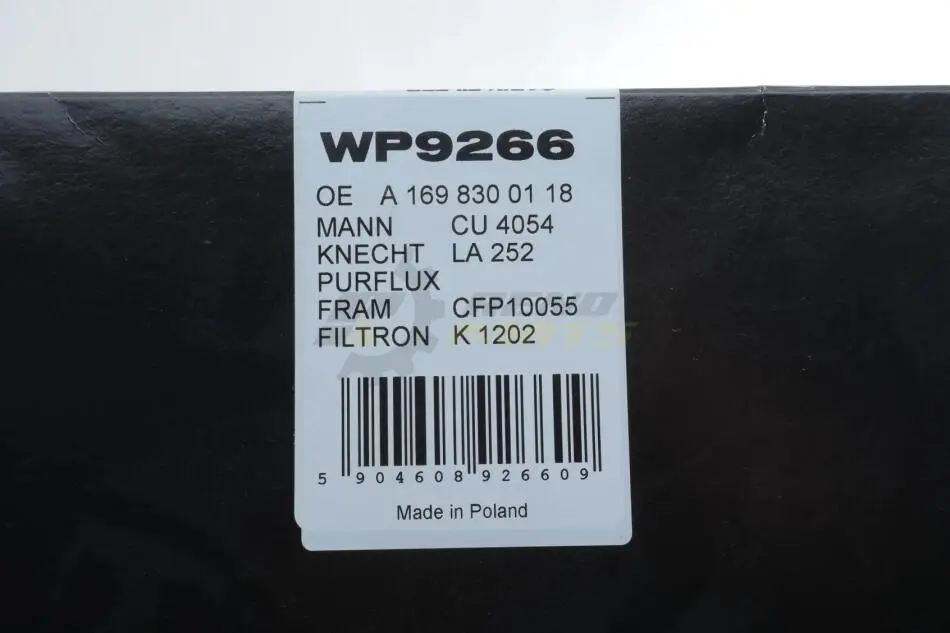 WP9266
OE A 169 830 01 18
MANN CU 4054
KNECHT LA 252
PURFLUX
FRAM CFP10055
FILTRON K 1202
5 904608 926609
Made in Poland